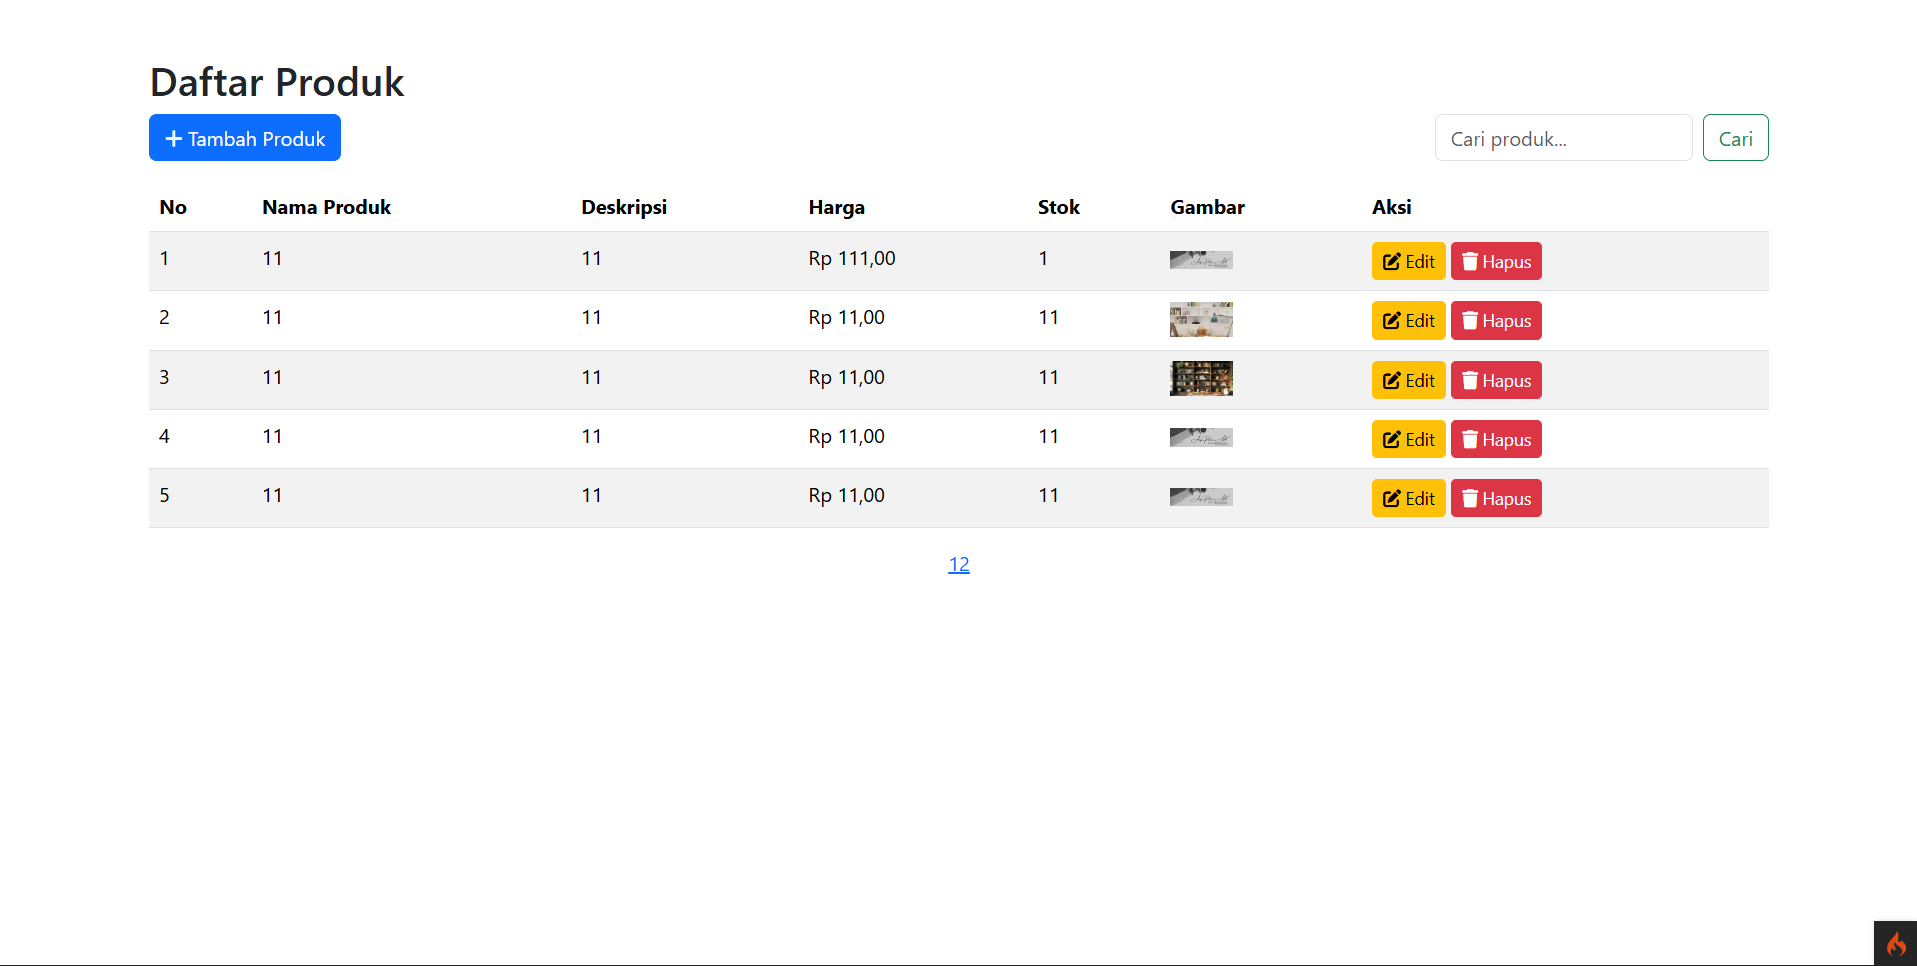 Daftar Produk
Tambah Produk
Cari produk...
Cari
No Nama Produk Deskripsi Harga Stok Gambar Aksi
1 11 11 Rp 111,00 1 Edit Hapus
2 11 11 Rp 11,00 11 Edit Hapus
3 11 11 Rp 11,00 11 Edit Hapus
4 11 11 Rp 11,00 11 Edit Hapus
5 11 11 Rp 11,00 11 Edit Hapus
12